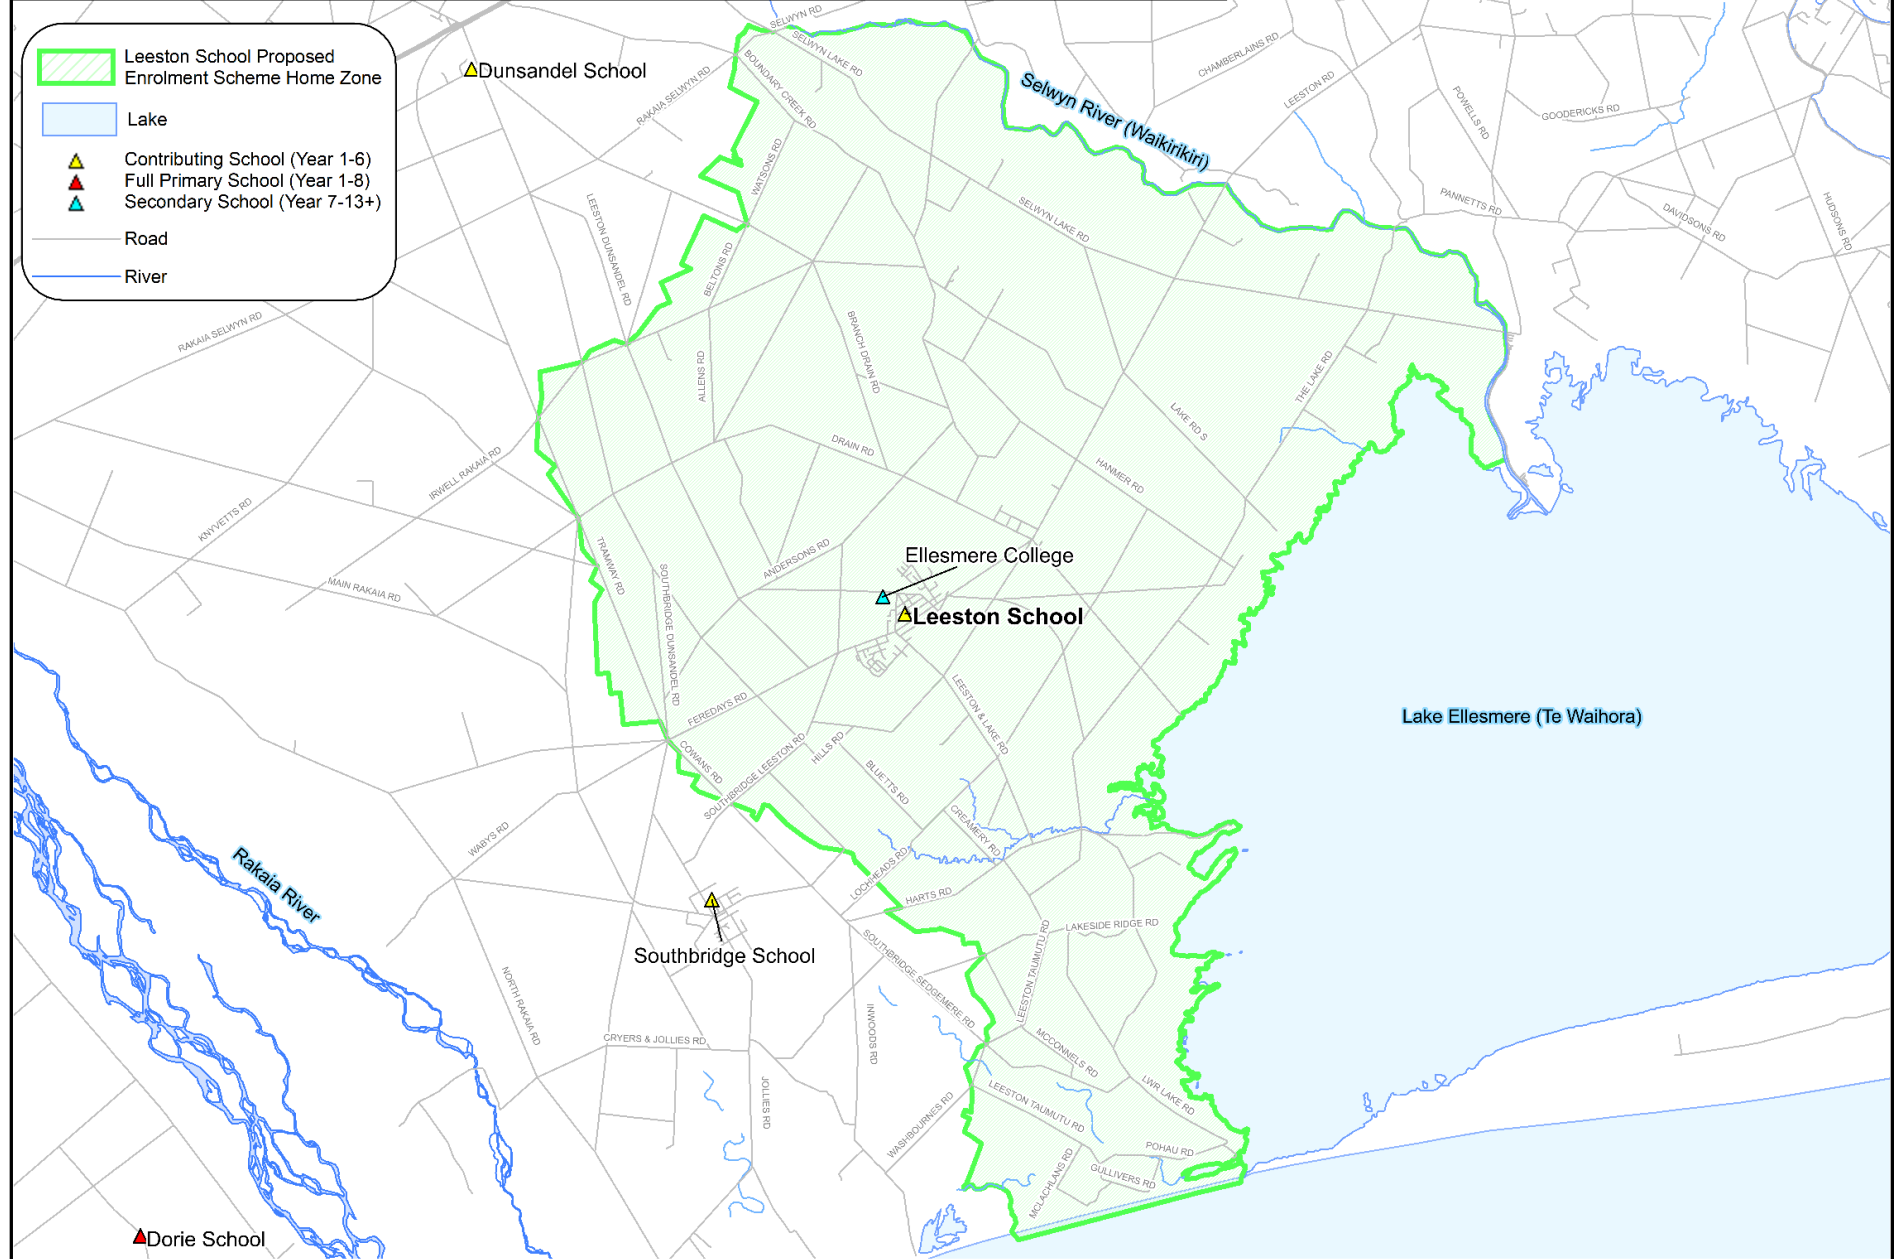 Leeston School Proposed
Enrolment Scheme Home Zone
Lake
Contributing School (Year 1-6)
Full Primary School (Year 1-8)
Secondary School (Year 7-13+)
Road
River
Dunsandel School
SELWYN RD
SELWYN LAKE RD
BOUNDARY CREEK RD
RAKAIA SELWYN RD
Selwyn River (Waikirikiri)
CHAMBERLAINS RD
LEESTON RD
POWELLS RD
GOODERICKS RD
WATSONS RD
PANNETTS RD
DAVIDSONS RD
HUDSONS RD
LEESTON DUNSANDEL RD
SELWYN LAKE RD
BELTONS RD
RAKAIA SELWYN RD
BRANCH DRAIN RD
ALLENS RD
THE LAKE RD
LAKE RD S
DRAIN RD
HANMER RD
IRWELL RAKAIA RD
KNYVETTS RD
ANDERSONS RD
TRAMWAY RD
MAIN RAKAIA RD
SOUTHBRIDGE DUNSANDEL RD
Ellesmere College
Leeston School
FEREDAYS RD
LEESTON & LAKE RD
Lake Ellesmere (Te Waihora)
COWANS RD
SOUTHBRIDGE LEESTON RD
HILLS RD
BLUETTS RD
CREAMERY RD
WABYS RD
LOCHHEADS RD
HARTS RD
Rakaia River
LAKESIDE RIDGE RD
LEESTON TAUMUTU RD
Southbridge School
SOUTHBRIDGE SEDGEMERE RD
NORTH RAKAIA RD
INWOODS RD
CRYERS & JOLLIES RD
MCCONNELS RD
JOLLIES RD
LEESTON TAUMUTU RD
LWR LAKE RD
WASHBOURNES RD
POHAU RD
GULLIVERS RD
MCLACHLANS RD
Dorie School